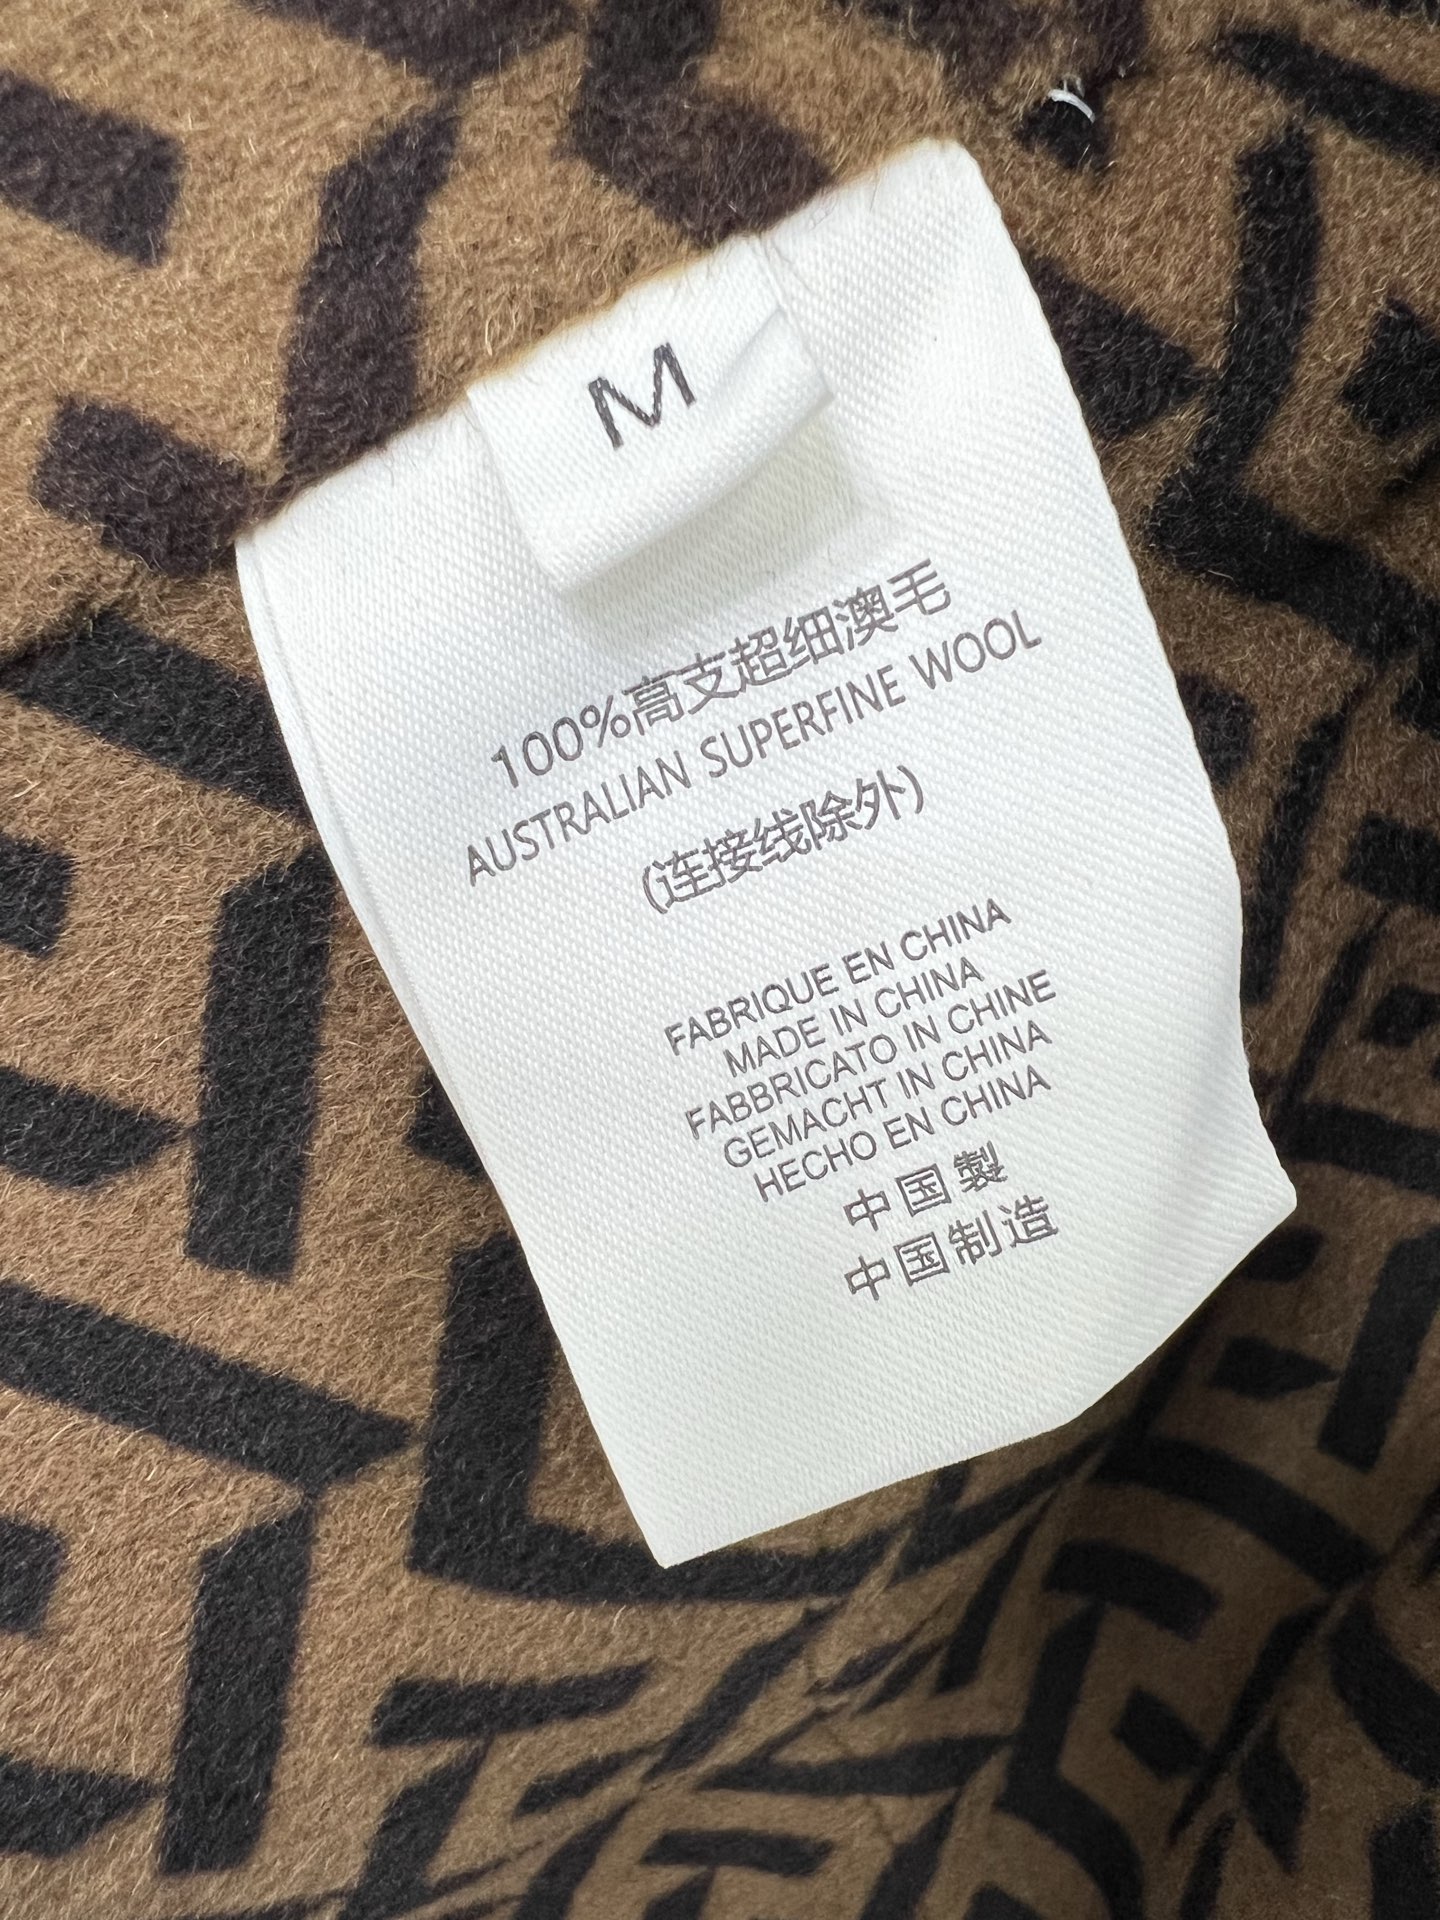 M
100%高支超细澳毛
AUSTRALIAN SUPERFINE WOOL
(连接线除外)
FABRIQUE EN CHINA
MADE IN CHINA
FABBRICATO IN CHINE
GEMACHT IN CHINA
HECHO EN CHINA
中国製
中国制造